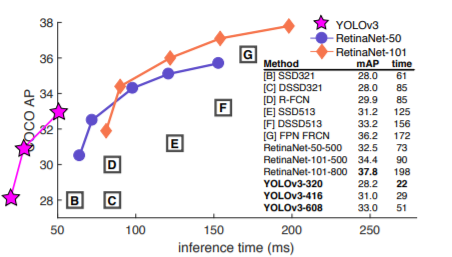 38
36
34
32
30
28
COCO AP
50
100
150
200
250
inference time (ms)
B
C
D
E
F
G
YOLOv3
RetinaNet-50
RetinaNet-101
Method mAP time
[B] SSD321 28.0 61
[C] DSSD321 28.0 85
[D] R-FCN 29.9 85
[E] SSD513 31.2 125
[F] DSSD513 33.2 156
[G] FPN FRCN 36.2 172
RetinaNet-50-500 32.5 73
RetinaNet-101-500 34.4 90
RetinaNet-101-800 37.8 198
YOLOv3-320 28.2 22
YOLOv3-416 31.0 29
YOLOv3-608 33.0 51